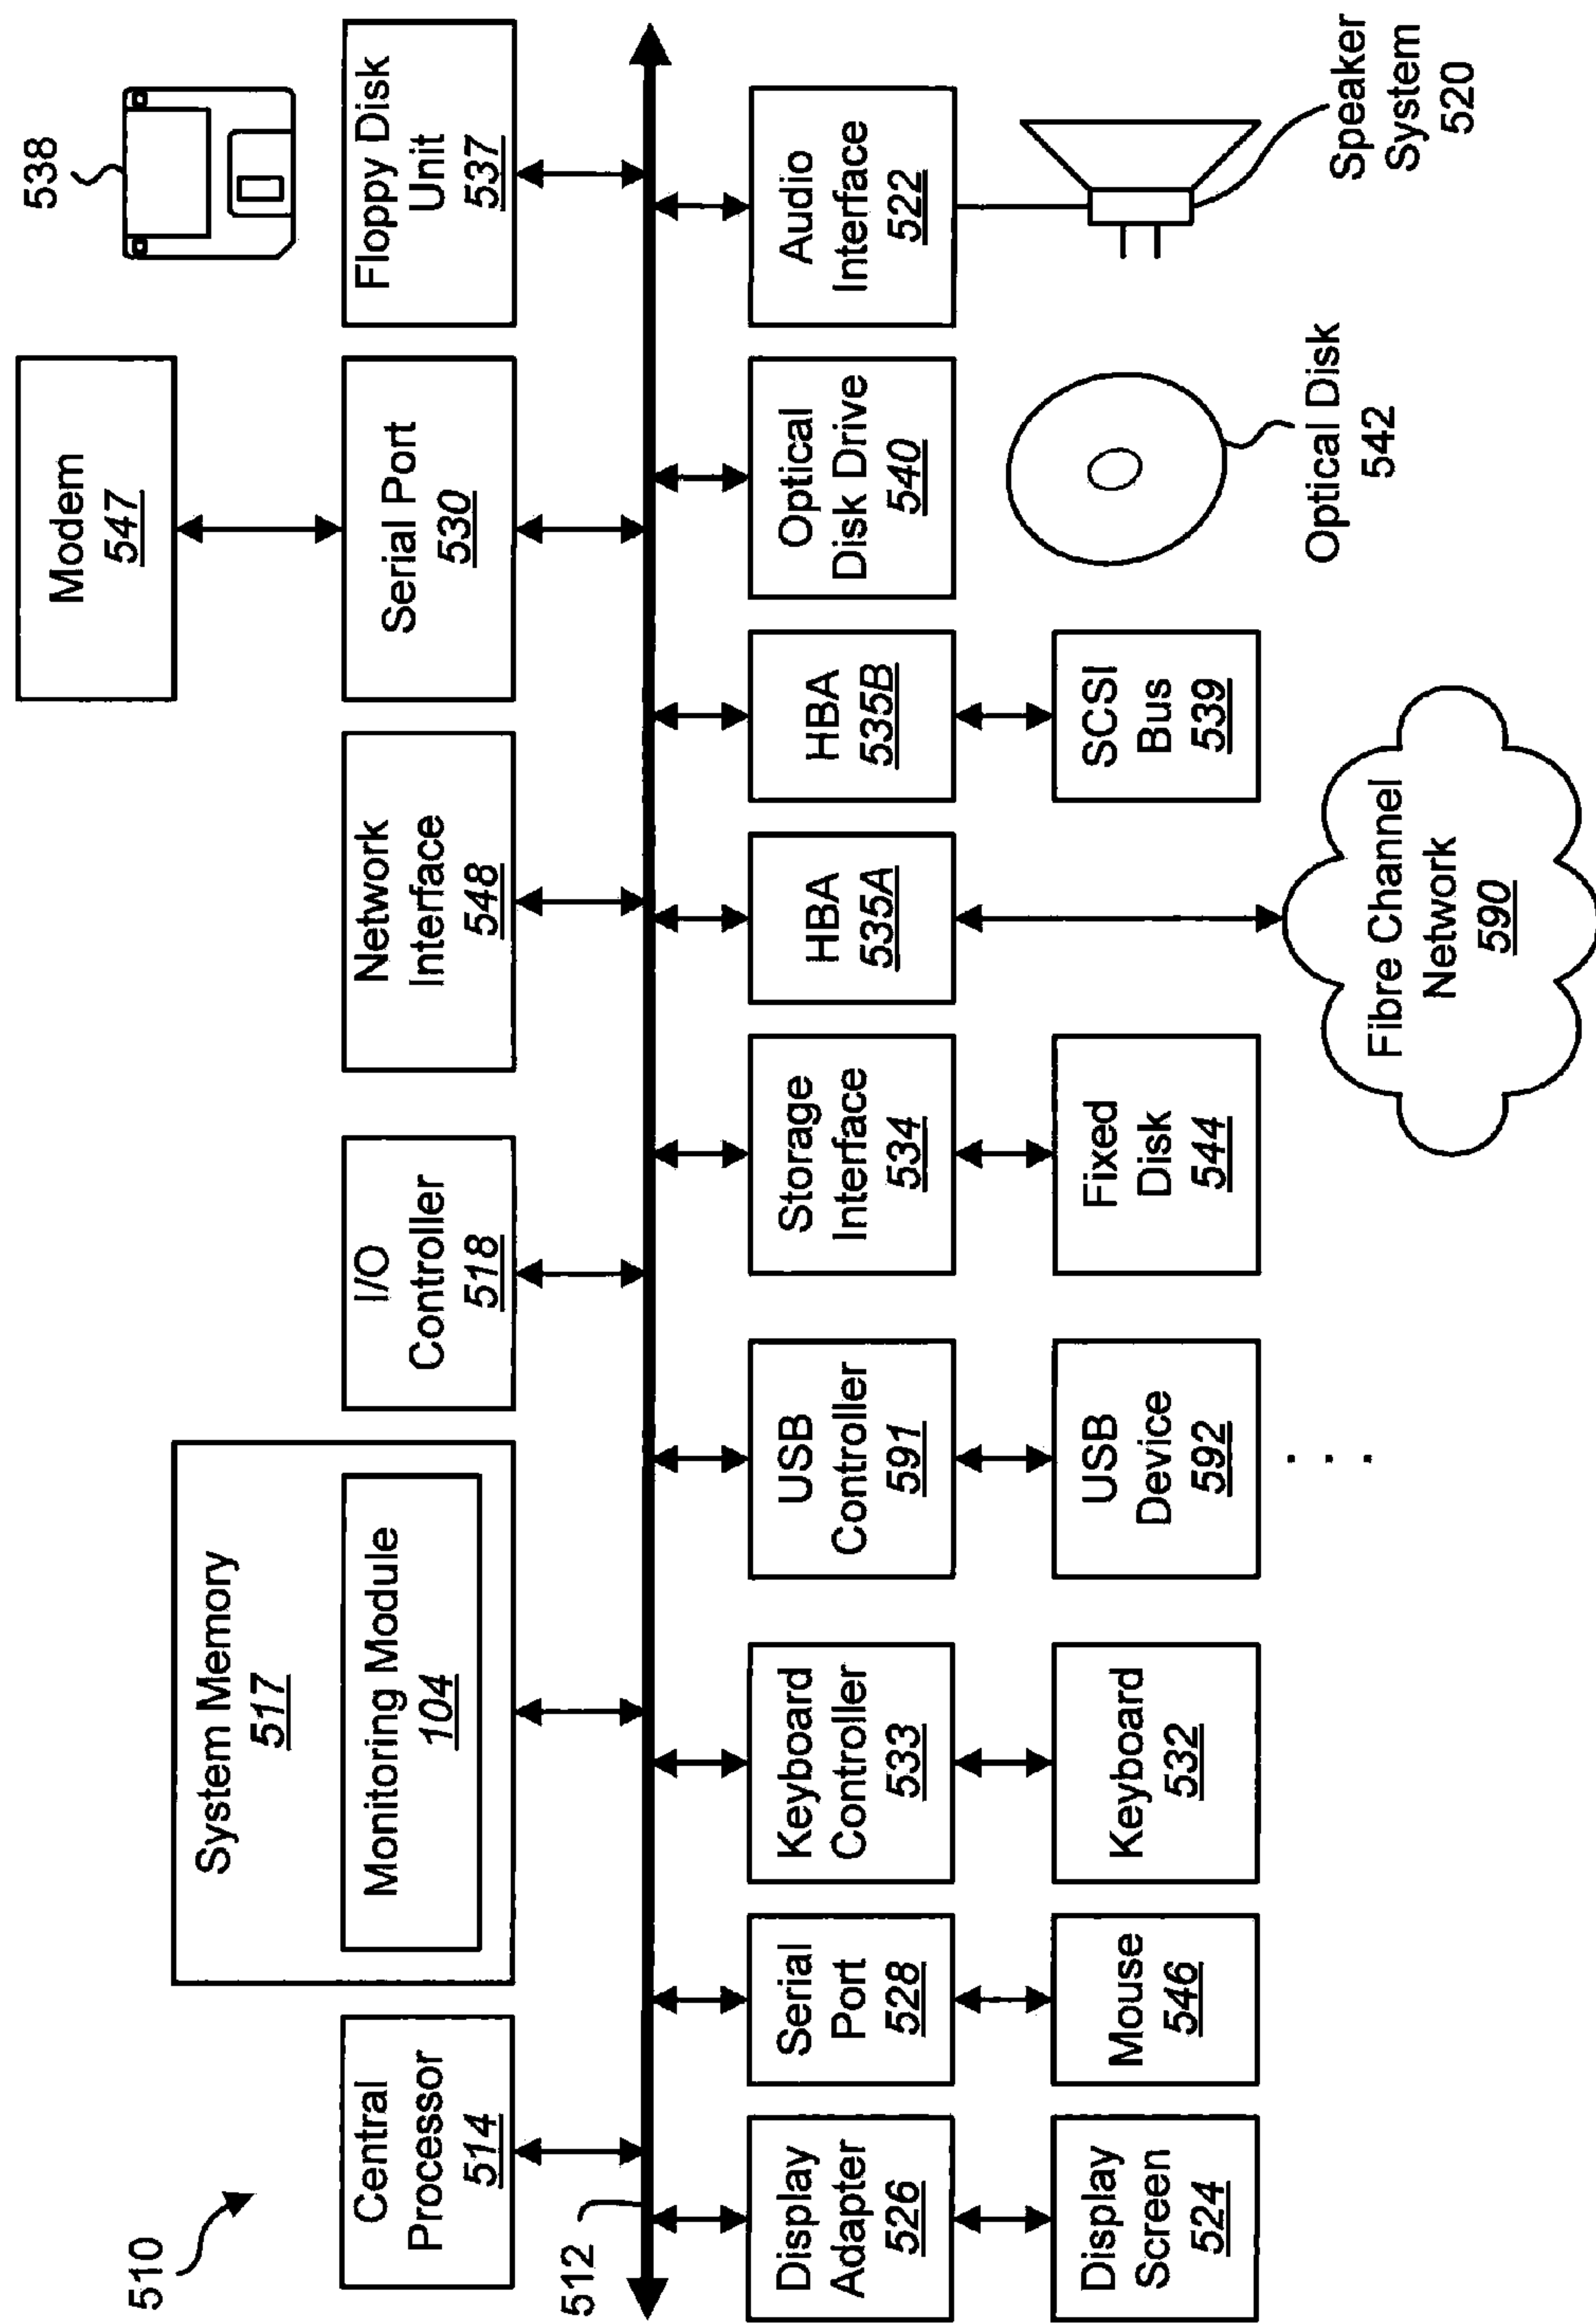 510
Central
Processor
514
System Memory
517
Monitoring Module
104
I/O
Controller
518
Network
Interface
548
Modem
547
Serial Port
530
538
Floppy Disk
Unit
537
512
Display
Adapter
526
Serial
Port
528
Keyboard
Controller
533
USB
Controller
591
Storage
Interface
534
HBA
535A
HBA
535B
Optical
Disk Drive
540
Audio
Interface
522
Display
Screen
524
Mouse
546
Keyboard
532
USB
Device
592
. . .
Fixed
Disk
544
Fibre Channel
Network
590
SCSI
Bus
539
Optical Disk
542
Speaker
System
520